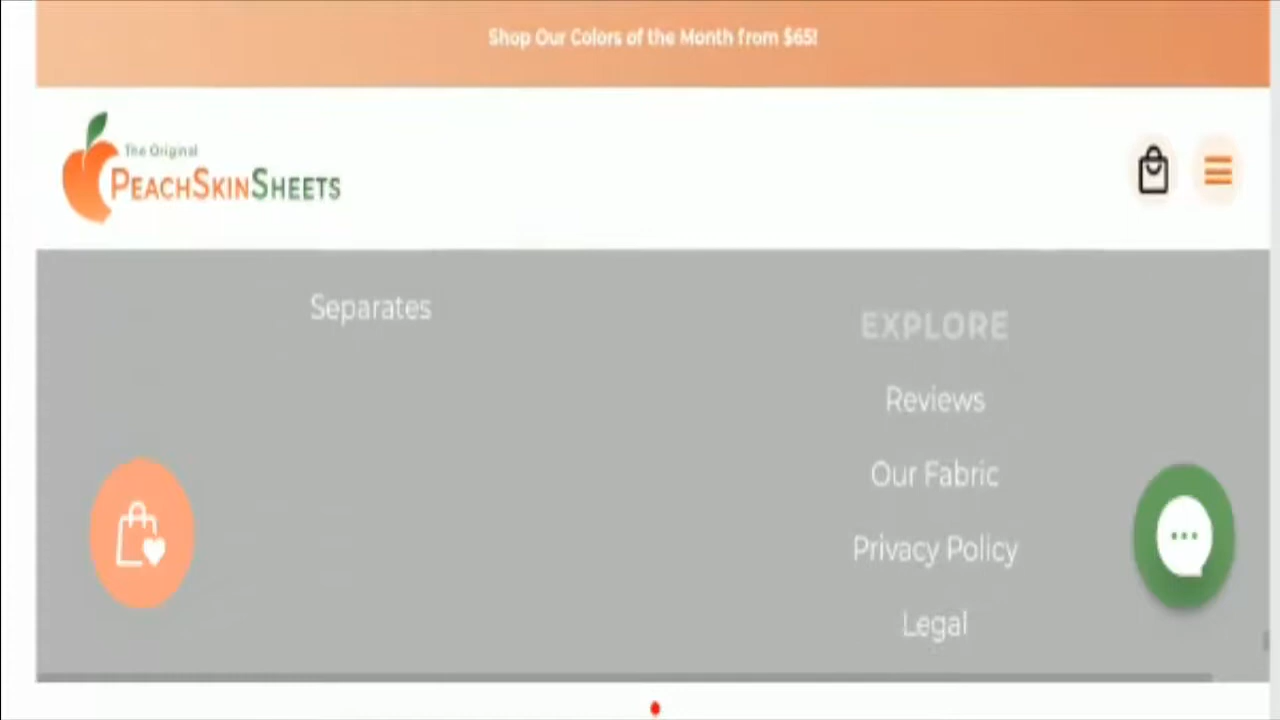 Shop Our Colors of the Month from $65!
The Original
PEACHSKINSHEETS
Separates
EXPLORE
Reviews
Our Fabric
Privacy Policy
Legal